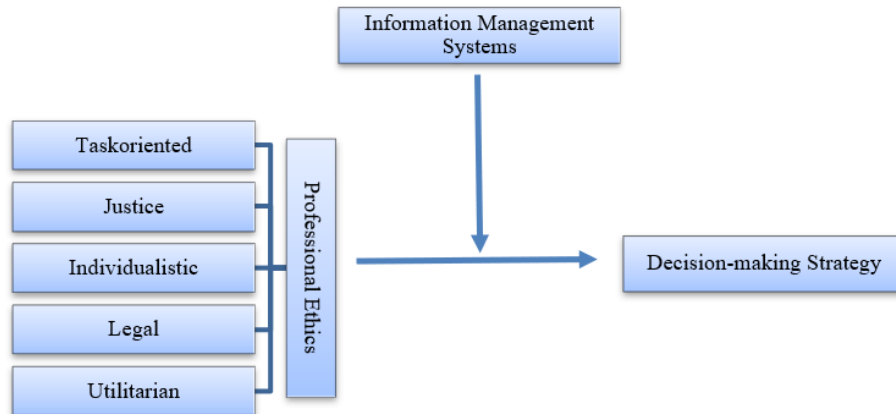 Information Management
Systems
Taskoriented
Justice
Individualistic
Legal
Utilitarian
Professional Ethics
Decision-making Strategy